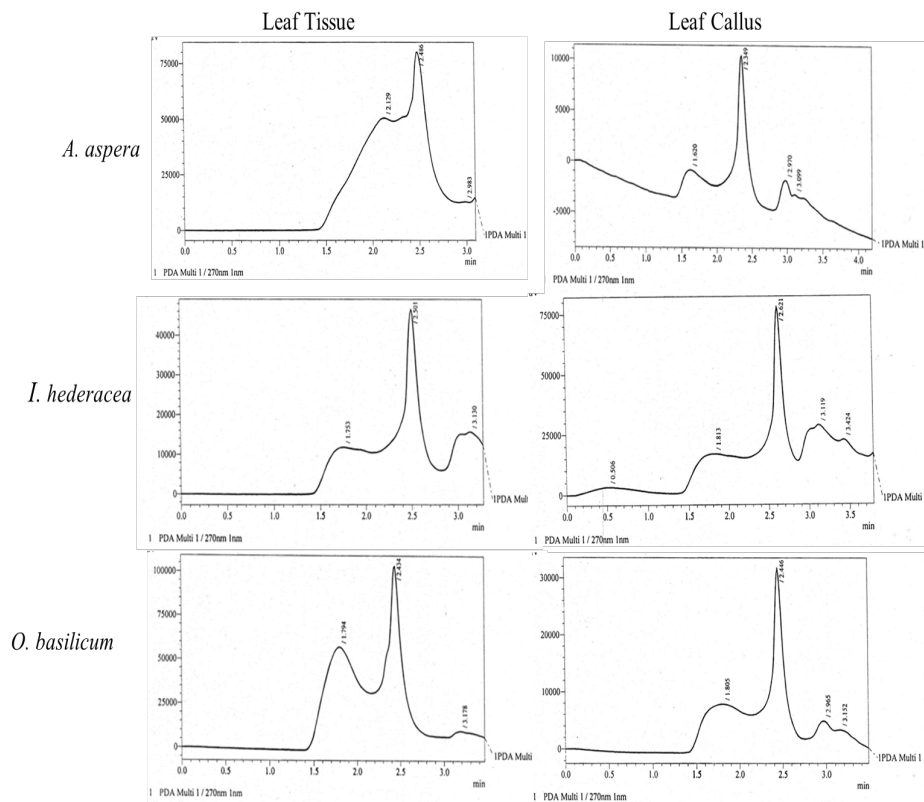 Leaf Tissue
Leaf Callus
A. aspera
75000
50000
25000
0
/ 2.129
/ 2.486
/ 2.983
0.0 0.5 1.0 1.5 2.0 2.5 3.0
min
1PDA Multi 1
1 PDA Multi 1 / 270nm 1nm
10000
5000
0
-5000
/ 1.620
/ 2.349
/ 2.970
/ 3.099
0.0 0.5 1.0 1.5 2.0 2.5 3.0 3.5 4.0
min
1PDA Multi 1
PDA Multi 1 / 270nm 1nm
I. hederacea
40000
30000
20000
10000
0
/ 1.753
/ 2.501
/ 3.130
0.0 0.5 1.0 1.5 2.0 2.5 3.0
min
1PDA Mult
1 PDA Multi 1 / 270nm 1nm
75000
50000
25000
0
/ 0.506
/ 1.813
/ 2.621
/ 3.119
/ 3.424
0.0 0.5 1.0 1.5 2.0 2.5 3.0 3.5
min
1PDA Multi
1 PDA Multi 1 / 270nm 1nm
O. basilicum
100000
75000
50000
25000
0
/ 1.794
/ 2.434
/ 3.178
0.0 0.5 1.0 1.5 2.0 2.5 3.0
min
1PDA Multi
1 PDA Multi 1 / 270nm 1nm
30000
20000
10000
0
/ 1.805
/ 2.446
/ 2.965
/ 3.152
0.0 0.5 1.0 1.5 2.0 2.5 3.0
min
1PDA Multi 1
1 PDA Multi 1 / 270nm 1nm